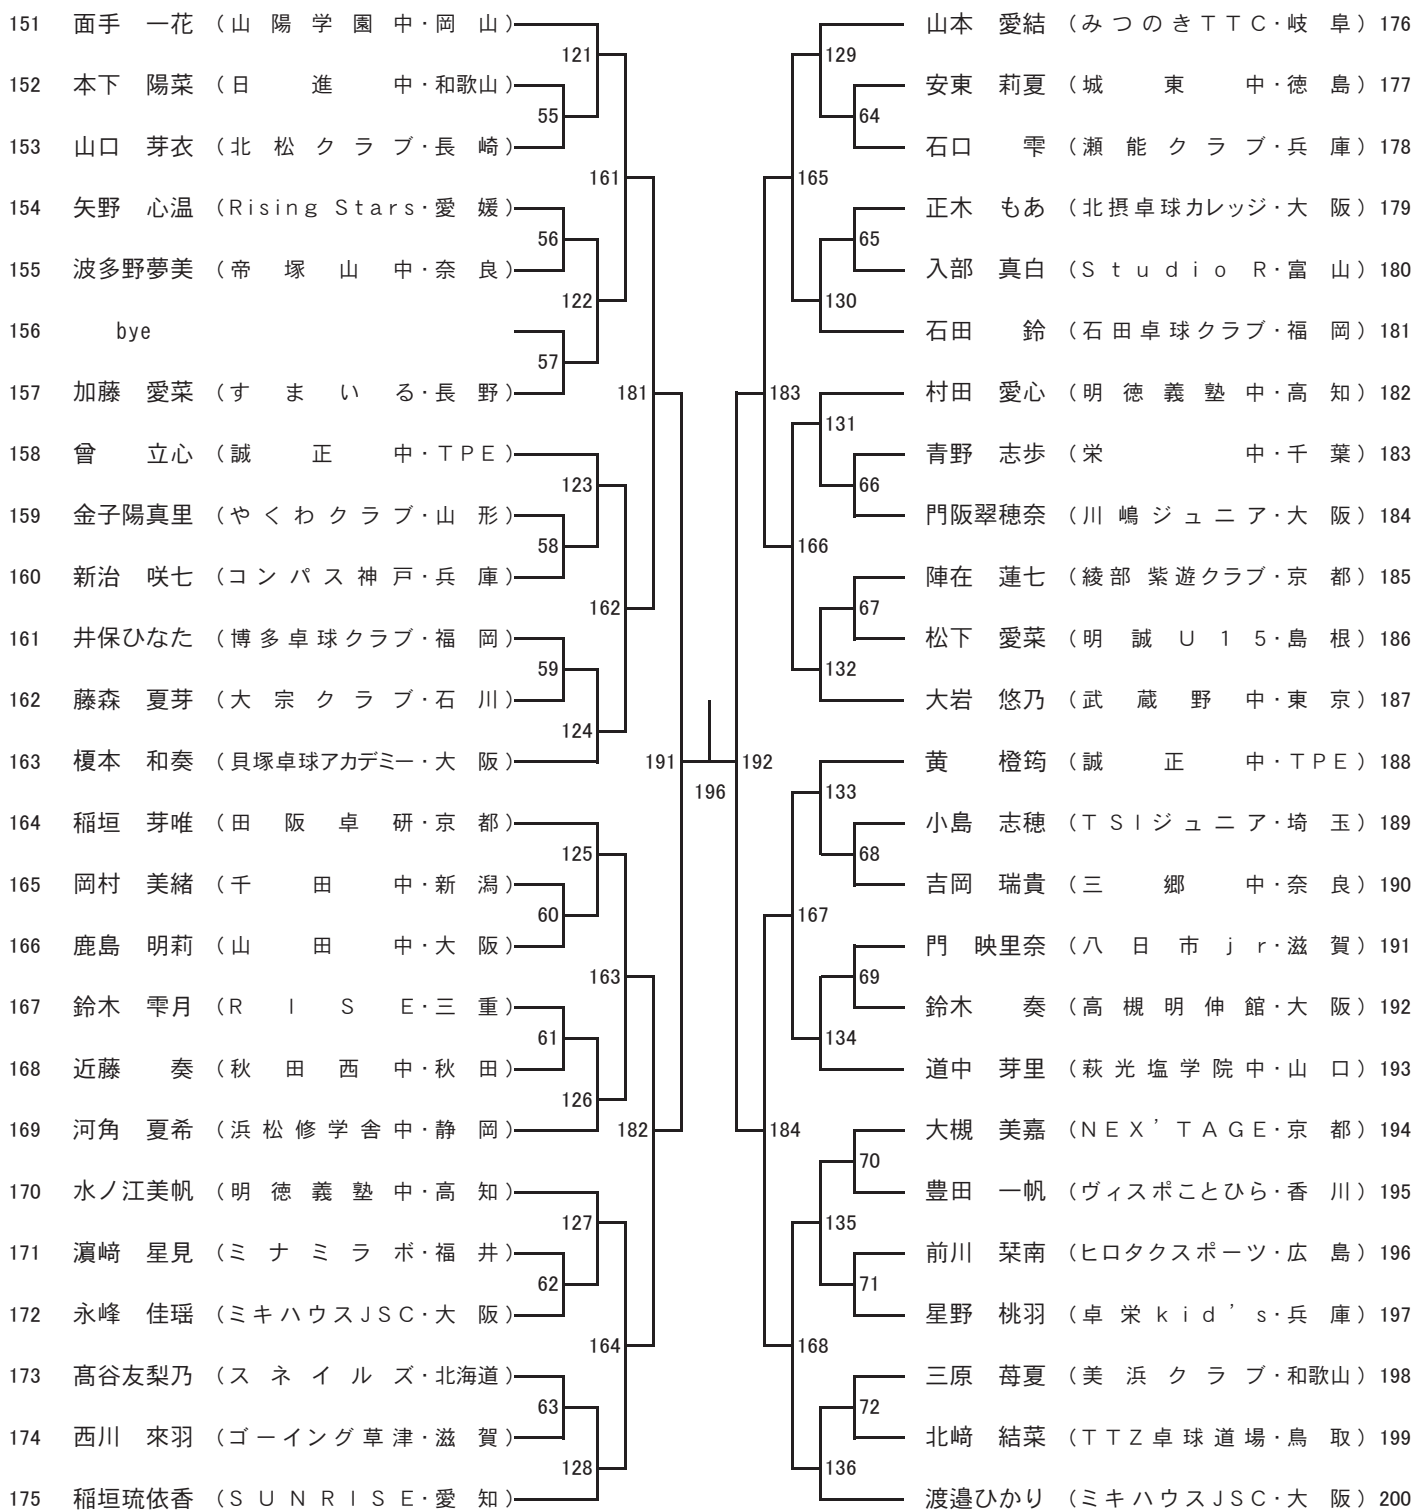 151 面手 一花 (山陽学園中・岡山)
121
152 本下 陽菜 (日進中・和歌山)
55
153 山口 芽衣 (北松クラブ・長崎)
161
154 矢野 心温 (Rising Stars・愛媛)
56
155 波多野夢美 (帝塚山中・奈良)
122
156 bye
57
157 加藤 愛菜 (すまいる・長野)
181
158 曾 立心 (誠正中・TPE)
123
159 金子陽真里 (やくわクラブ・山形)
58
160 新治 咲七 (コンパス神戸・兵庫)
162
161 井保ひなた (博多卓球クラブ・福岡)
59
162 藤森 夏芽 (大宗クラブ・石川)
124
163 榎本 和奏 (貝塚卓球アカデミー・大阪)
191
196
164 稲垣 芽唯 (田阪卓研・京都)
125
165 岡村 美緒 (千田中・新潟)
60
166 鹿島 明莉 (山田中・大阪)
163
167 鈴木 雫月 (RISE・三重)
61
168 近藤 奏 (秋田西中・秋田)
126
169 河角 夏希 (浜松修学舎中・静岡)
182
170 水ノ江美帆 (明徳義塾中・高知)
127
171 濵﨑 星見 (ミナミラボ・福井)
62
172 永峰 佳瑶 (ミキハウスJSC・大阪)
164
173 髙谷友梨乃 (スネイルズ・北海道)
63
174 西川 來羽 (ゴーイング草津・滋賀)
128
175 稲垣琉依香 (SUNRISE・愛知)
山本 愛結 (みつのきTTC・岐阜) 176
129
安東 莉夏 (城東中・徳島) 177
64
石口 雫 (瀬能クラブ・兵庫) 178
165
正木 もあ (北摂卓球カレッジ・大阪) 179
65
入部 真白 (Studio R・富山) 180
130
石田 鈴 (石田卓球クラブ・福岡) 181
183
村田 愛心 (明徳義塾中・高知) 182
131
青野 志歩 (栄中・千葉) 183
66
門阪翠穂奈 (川嶋ジュニア・大阪) 184
166
陣在 蓮七 (綾部紫遊クラブ・京都) 185
67
松下 愛菜 (明誠U15・島根) 186
132
大岩 悠乃 (武蔵野中・東京) 187
192
黄 橙筠 (誠正中・TPE) 188
133
小島 志穂 (TSIジュニア・埼玉) 189
68
吉岡 瑞貴 (三郷中・奈良) 190
167
門 映里奈 (八日市jr・滋賀) 191
69
鈴木 奏 (高槻明伸館・大阪) 192
134
道中 芽里 (萩光塩学院中・山口) 193
184
大槻 美嘉 (NEX'TAGE・京都) 194
70
豊田 一帆 (ヴィスポことひら・香川) 195
135
前川 栞南 (ヒロタクスポーツ・広島) 196
71
星野 桃羽 (卓栄kid's・兵庫) 197
168
三原 苺夏 (美浜クラブ・和歌山) 198
72
北﨑 結菜 (TTZ卓球道場・鳥取) 199
136
渡邉ひかり (ミキハウスJSC・大阪) 200